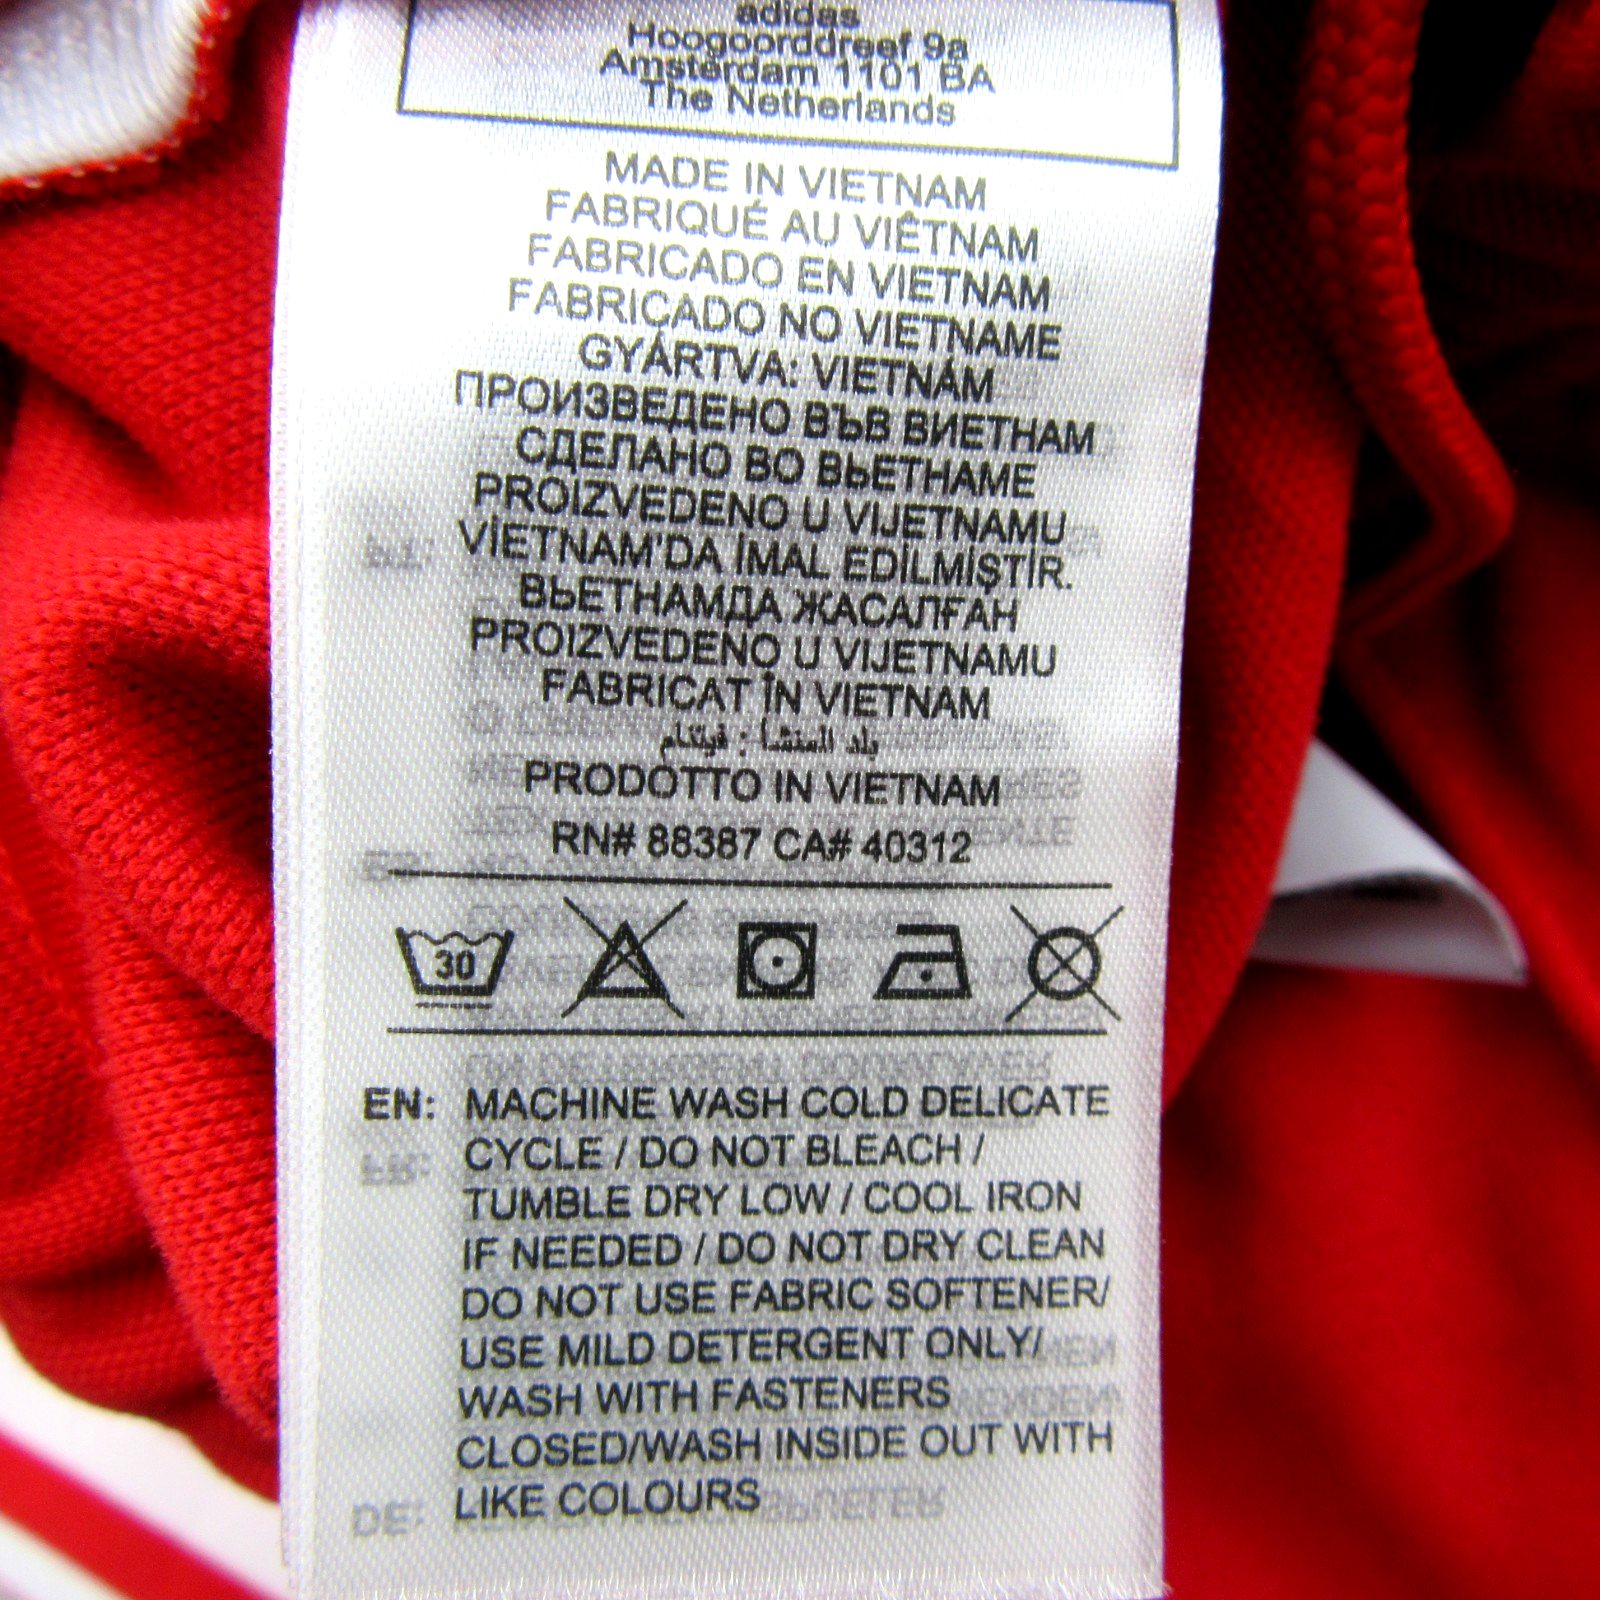 adidas
Hoogoorddreef 9a
Amsterdam 1101 BA
The Netherlands
MADE IN VIETNAM
FABRIQUÉ AU VIÊTNAM
FABRICADO EN VIETNAM
FABRICADO NO VIETNAME
GYÁRTVA: VIETNÁM
ПРОИЗВЕДЕНО ВЪВ ВИЕТНАМ
СДЕЛАНО ВО ВЬЕТНАМЕ
PROIZVEDENO U VIJETNAMU
VİETNAM'DA İMAL EDİLMİŞTİR.
ВЬЕТНАМДА ЖАСАЛҒАН
PROIZVEDENO U VIJETNAMU
FABRICAT ÎN VIETNAM
بلد المنشأ : فيتنام
PRODOTTO IN VIETNAM
RN# 88387 CA# 40312
30
EN: MACHINE WASH COLD DELICATE
CYCLE / DO NOT BLEACH /
TUMBLE DRY LOW / COOL IRON
IF NEEDED / DO NOT DRY CLEAN
DO NOT USE FABRIC SOFTENER/
USE MILD DETERGENT ONLY/
WASH WITH FASTENERS
CLOSED/WASH INSIDE OUT WITH
LIKE COLOURS